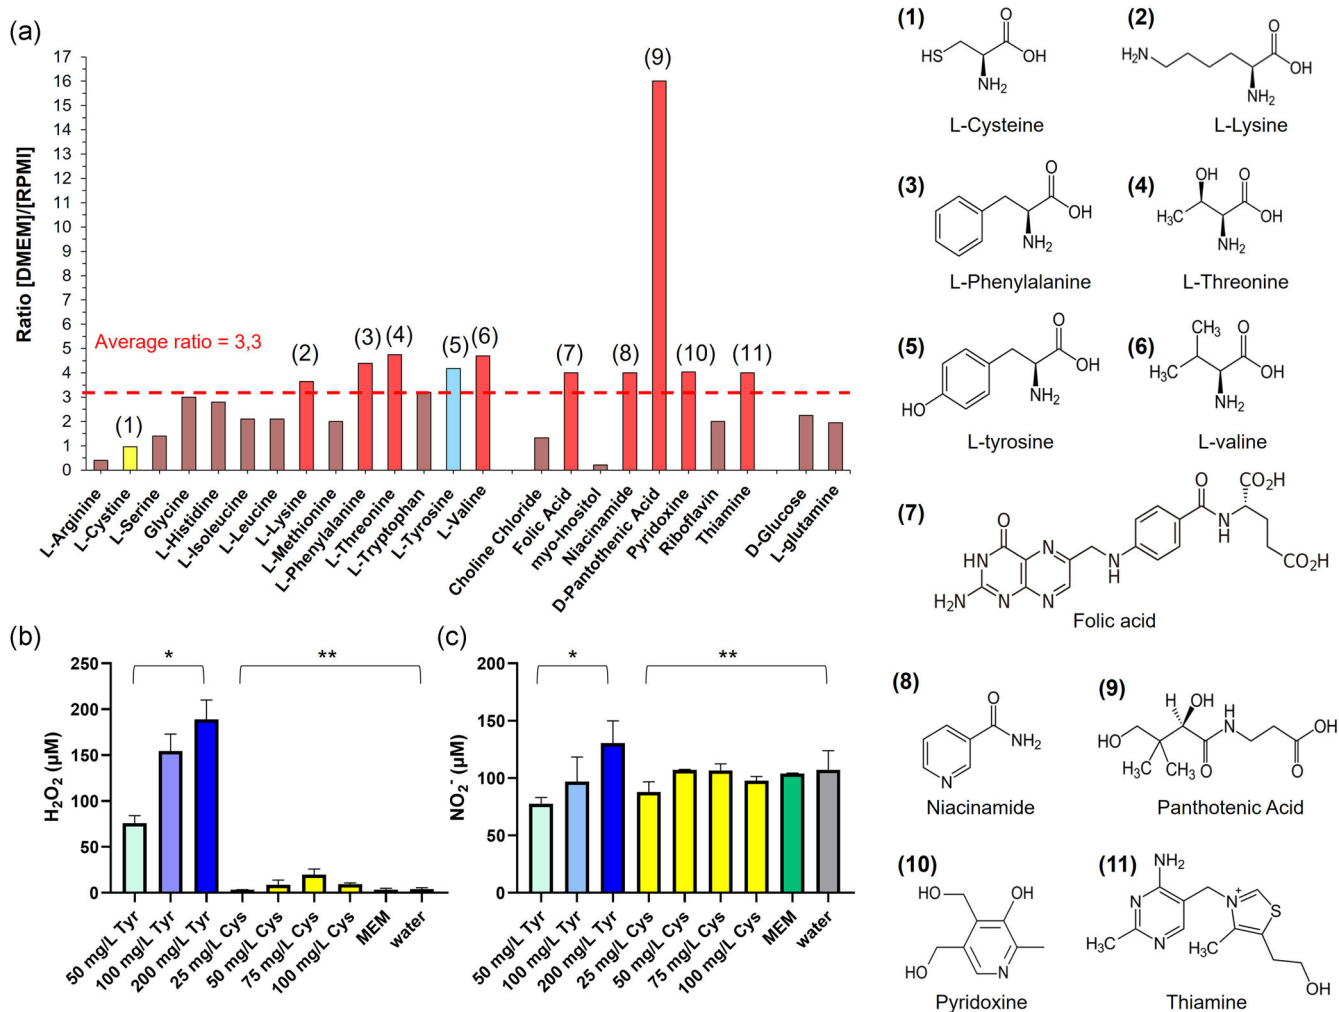 (a)
Ratio [DMEM]/[RPMI]
17
16
15
14
13
12
11
10
9
8
7
6
5
4
3
2
1
0
Average ratio = 3,3
(1)
(2)
(3)
(4)
(5)
(6)
(7)
(8)
(9)
(10)
(11)
L-Arginine
L-Cystine
L-Serine
Glycine
L-Histidine
L-Isoleucine
L-Leucine
L-Lysine
L-Methionine
L-Phenylalanine
L-Threonine
L-Tryptophan
L-Tyrosine
L-Valine
Choline Chloride
Folic Acid
myo-Inositol
Niacinamide
D-Pantothenic Acid
Pyridoxine
Riboflavin
Thiamine
D-Glucose
L-glutamine
(b)
H₂O₂ (µM)
250
200
150
100
50
0
*
**
50 mg/L Tyr
100 mg/L Tyr
200 mg/L Tyr
25 mg/L Cys
50 mg/L Cys
75 mg/L Cys
100 mg/L Cys
MEM
water
(c)
NO₂⁻ (µM)
200
150
100
50
0
*
**
50 mg/L Tyr
100 mg/L Tyr
200 mg/L Tyr
25 mg/L Cys
50 mg/L Cys
75 mg/L Cys
100 mg/L Cys
MEM
water
(1)
HS
O
OH
NH₂
L-Cysteine
(2)
H₂N
O
OH
NH₂
L-Lysine
(3)
O
OH
NH₂
L-Phenylalanine
(4)
OH
O
H₃C
OH
NH₂
L-Threonine
(5)
O
OH
NH₂
HO
L-tyrosine
(6)
CH₃
O
H₃C
OH
NH₂
L-valine
(7)
O
CO₂H
N
H
O
N
NH
N
H
CO₂H
H₂N
N
N
Folic acid
(8)
O
NH₂
N
Niacinamide
(9)
H
OH
H
N
OH
HO
H₃C
CH₃
O
O
Panthotenic Acid
(10)
HO
OH
HO
N
Pyridoxine
(11)
NH₂
N
N
+
S
H₃C
N
H₃C
OH
Thiamine